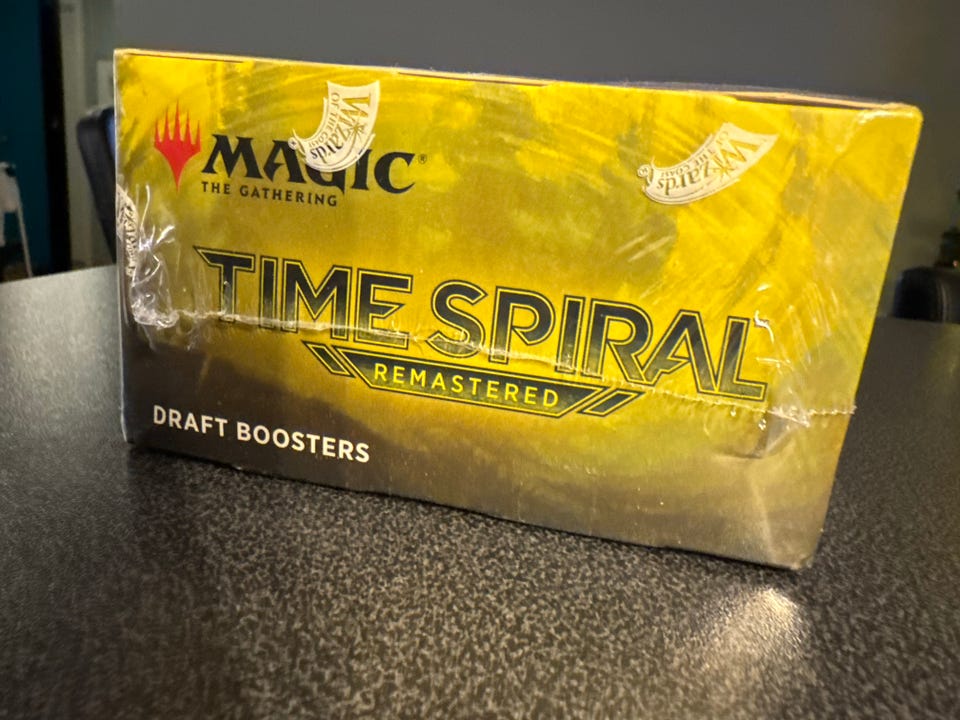 MAGIC®
THE GATHERING
Wizards
OF THE COAST
Wizards
OF THE COAST
TIME SPIRAL
REMASTERED
DRAFT BOOSTERS